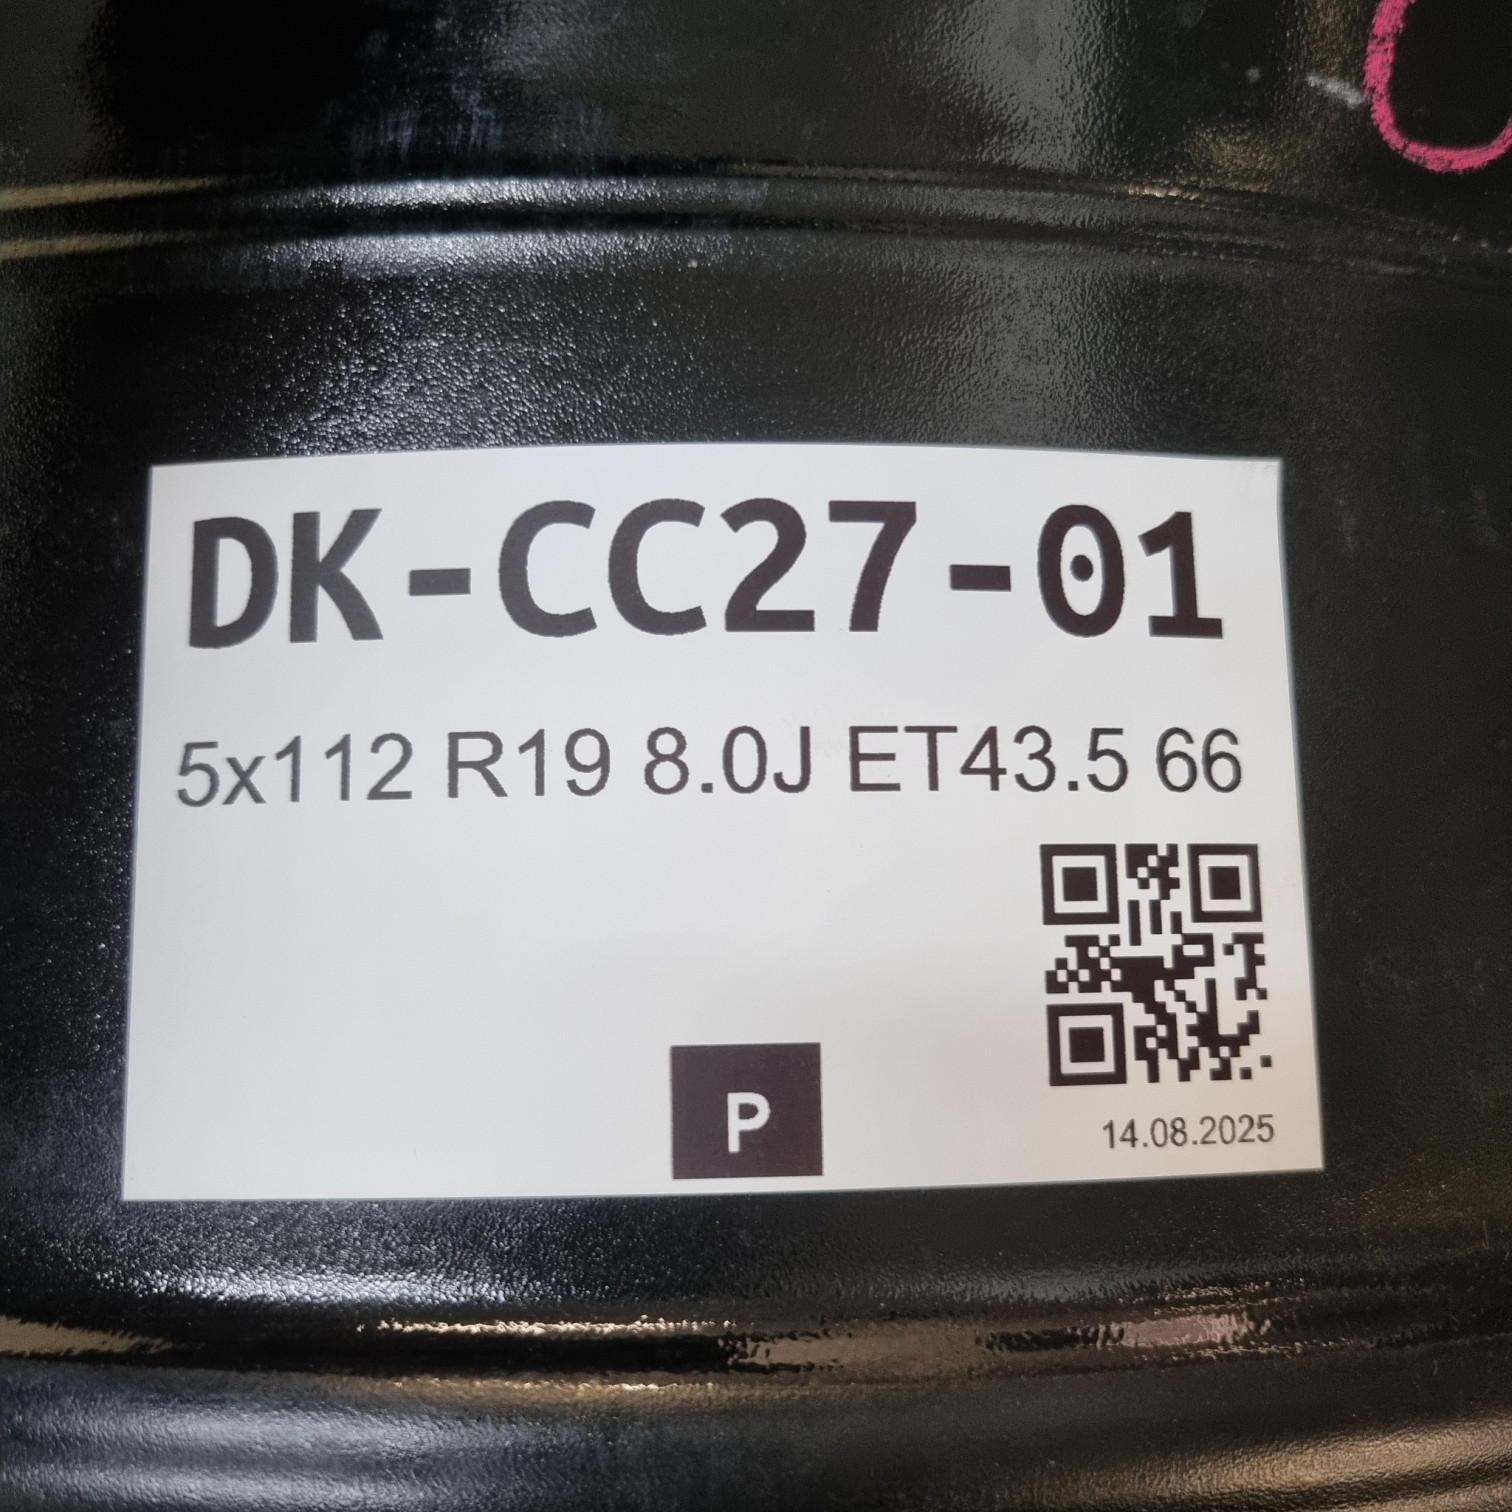 DK-CC27-01
5x112 R19 8.0J ET43.5 66
P
14.08.2025